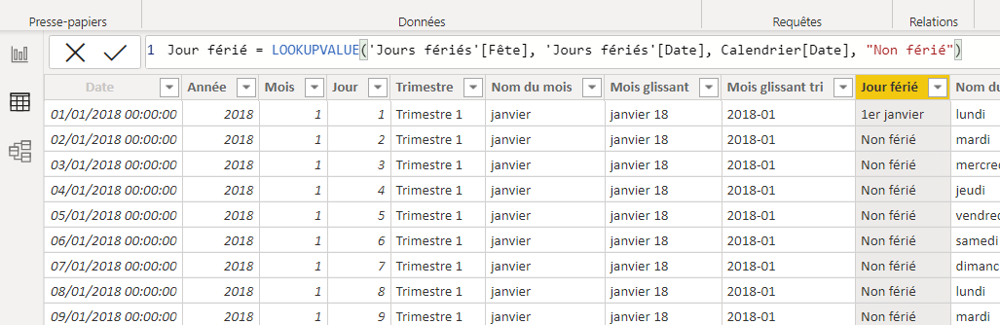 Presse-papiers Données Requêtes Relations
1 Jour férié = LOOKUPVALUE('Jours fériés'[Fête], 'Jours fériés'[Date], Calendrier[Date], "Non férié")
Date Année Mois Jour Trimestre Nom du mois Mois glissant Mois glissant tri Jour férié Nom du
01/01/2018 00:00:00 2018 1 1 Trimestre 1 janvier janvier 18 2018-01 1er janvier lundi
02/01/2018 00:00:00 2018 1 2 Trimestre 1 janvier janvier 18 2018-01 Non férié mardi
03/01/2018 00:00:00 2018 1 3 Trimestre 1 janvier janvier 18 2018-01 Non férié mercred
04/01/2018 00:00:00 2018 1 4 Trimestre 1 janvier janvier 18 2018-01 Non férié jeudi
05/01/2018 00:00:00 2018 1 5 Trimestre 1 janvier janvier 18 2018-01 Non férié vendred
06/01/2018 00:00:00 2018 1 6 Trimestre 1 janvier janvier 18 2018-01 Non férié samedi
07/01/2018 00:00:00 2018 1 7 Trimestre 1 janvier janvier 18 2018-01 Non férié dimanc
08/01/2018 00:00:00 2018 1 8 Trimestre 1 janvier janvier 18 2018-01 Non férié lundi
09/01/2018 00:00:00 2018 1 9 Trimestre 1 janvier janvier 18 2018-01 Non férié mardi